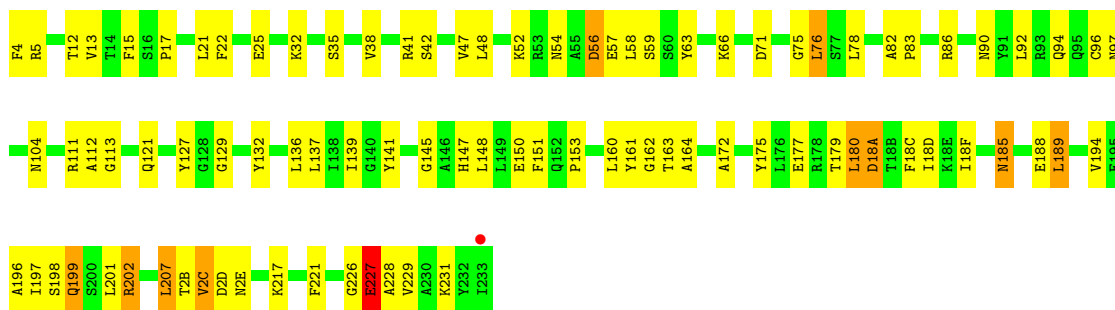 F4 R5 T12 V13 T14 F15 S16 P17 L21 F22 E25 K32 S35 V38 R41 S42 V47 L48 K52 R53 N54 A55 D56 E57 L58 S59 S60 Y63 K66 D71 G75 L76 S77 L78 A82 P83 R86 N90 Y91 L92 R93 Q94 Q95 C96 N97
N104 R111 A112 G113 Q121 Y127 G128 G129 Y132 L136 L137 I138 I139 G140 Y141 G145 A146 H147 L148 L149 E150 F151 Q152 P153 L160 Y161 G162 T163 A164 A172 Y175 L176 E177 R178 T179 L180 D18A T18B F18C I18D K18E I18F N185 E188 L189 V194
A196 I197 S198 Q199 S200 L201 R202 L207 T2B V2C D2D N2E K217 F221 G226 E227 A228 V229 A230 K231 Y232 I233